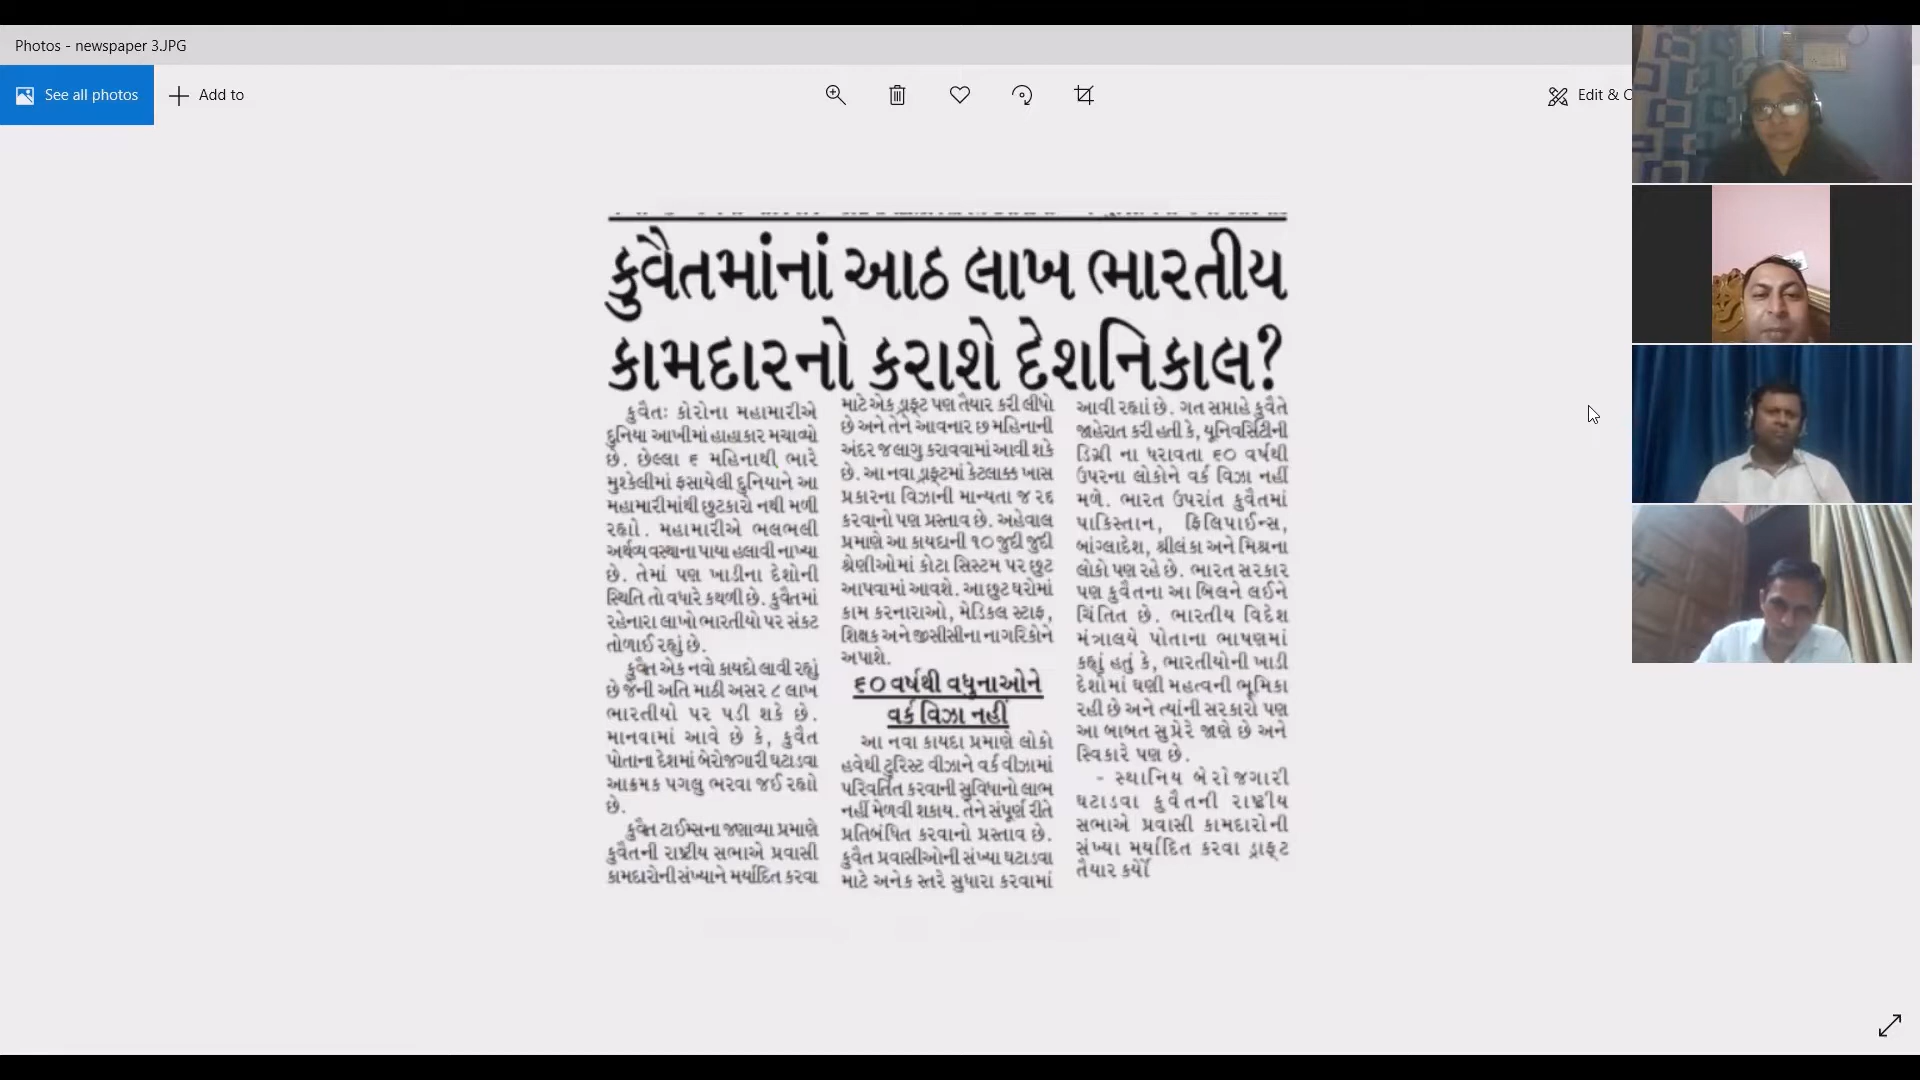 Photos - newspaper 3.JPG
See all photos
Add to
Edit & C
કુવૈતમાંનાં આઠ લાખ ભારતીય
કામદારનો કરાશે દેશનિકાલ?
કુવૈતઃ કોરોના મહામારીએ
દુનિયા આખીમાં હાહાકાર મચાવ્યો
છે. છેલ્લા ૬ મહિનાથી ભારે
મુશ્કેલીમાં ફસાયેલી દુનિયાને આ
મહામારીમાંથી છુટકારો નથી મળી
રહ્યો. મહામારીએ ભલભલી
અર્થવ્યવસ્થાના પાયા હલાવી નાખ્યા
છે. તેમાં પણ ખાડીના દેશોની
સ્થિતિ તો વધારે કથળી છે. કુવૈતમાં
રહેનારા લાખો ભારતીયો પર સંકટ
તોળાઈ રહ્યું છે.
કુવૈત એક નવો કાયદો લાવી રહ્યું
છે જેની અતિ માઠી અસર ૮ લાખ
ભારતીયો પર પડી શકે છે.
માનવામાં આવે છે કે, કુવૈત
પોતાના દેશમાં બેરોજગારી ઘટાડવા
આક્રમક પગલુ ભરવા જઈ રહ્યો
છે.
કુવૈત ટાઈમ્સના જણાવ્યા પ્રમાણે
કુવૈતની રાષ્ટ્રીય સભાએ પ્રવાસી
કામદારોની સંખ્યાને મર્યાદિત કરવા
માટે એક ડ્રાફ્ટ પણ તૈયાર કરી લીધો
છે અને તેને આવનાર છ મહિનાની
અંદર જ લાગુ કરાવવામાં આવી શકે
છે. આ નવા ડ્રાફ્ટમાં કેટલાક્ક ખાસ
પ્રકારના વિઝાની માન્યતા જ રદ્દ
કરવાનો પણ પ્રસ્તાવ છે. અહેવાલ
પ્રમાણે આ કાયદાની ૧૦ જુદી જુદી
શ્રેણીઓમાં કોટા સિસ્ટમ પર છુટ
આપવામાં આવશે. આ છુટ ઘરોમાં
કામ કરનારાઓ, મેડિકલ સ્ટાફ,
શિક્ષક અને જીસીસીના નાગરિકોને
અપાશે.
૬૦ વર્ષથી વધુનાઓને
વર્ક વિઝા નહીં
આ નવા કાયદા પ્રમાણે લોકો
હવેથી ટુરિસ્ટ વીઝાને વર્ક વીઝામાં
પરિવર્તિત કરવાની સુવિધાનો લાભ
નહીં મેળવી શકાય. તેને સંપૂર્ણ રીતે
પ્રતિબંધિત કરવાનો પ્રસ્તાવ છે.
કુવૈત પ્રવાસીઓની સંખ્યા ઘટાડવા
માટે અનેક સ્તરે સુધારા કરવામાં
આવી રહ્યાં છે. ગત સપ્તાહે કુવૈતે
જાહેરાત કરી હતી કે, યૂનિવર્સિટીની
ડિગ્રી ના ધરાવતા ૬૦ વર્ષથી
ઉપરના લોકોને વર્ક વિઝા નહીં
મળે. ભારત ઉપરાંત કુવૈતમાં
પાકિસ્તાન, ફિલિપાઈન્સ,
બાંગ્લાદેશ, શ્રીલંકા અને મિશ્રના
લોકો પણ રહે છે. ભારત સરકાર
પણ કુવૈતના આ બિલને લઈને
ચિંતિત છે. ભારતીય વિદેશ
મંત્રાલયે પોતાના ભાષણમાં
કહ્યું હતું કે, ભારતીયોની ખાડી
દેશોમાં ઘણી મહત્વની ભૂમિકા
રહી છે અને ત્યાંની સરકારો પણ
આ બાબત સુપ્રેરે જાણે છે અને
સ્વિકારે પણ છે.
- સ્થાનિય બેરોજગારી
ઘટાડવા કુવૈતની રાષ્ટ્રીય
સભાએ પ્રવાસી કામદારોની
સંખ્યા મર્યાદિત કરવા ડ્રાફ્ટ
તૈયાર કર્યો